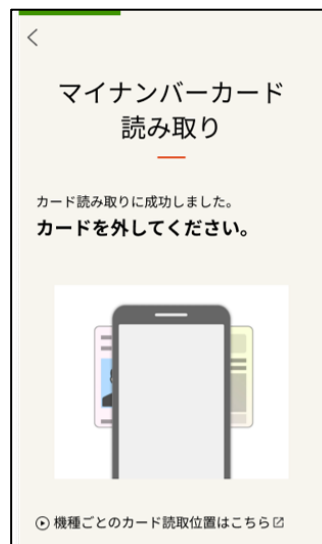 マイナンバーカード
読み取り
カード読み取りに成功しました。
カードを外してください。
機種ごとのカード読取位置はこちら